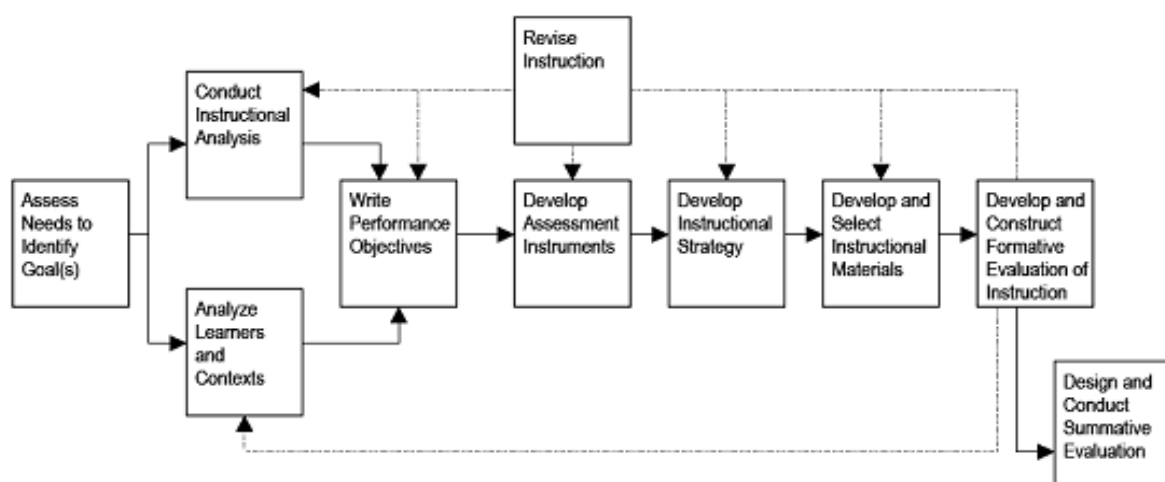 Revise
Instruction
Conduct
Instructional
Analysis
Assess
Needs to
Identify
Goal(s)
Write
Performance
Objectives
Develop
Assessment
Instruments
Develop
Instructional
Strategy
Develop and
Select
Instructional
Materials
Develop and
Construct
Formative
Evaluation of
Instruction
Analyze
Learners
and
Contexts
Design and
Conduct
Summative
Evaluation